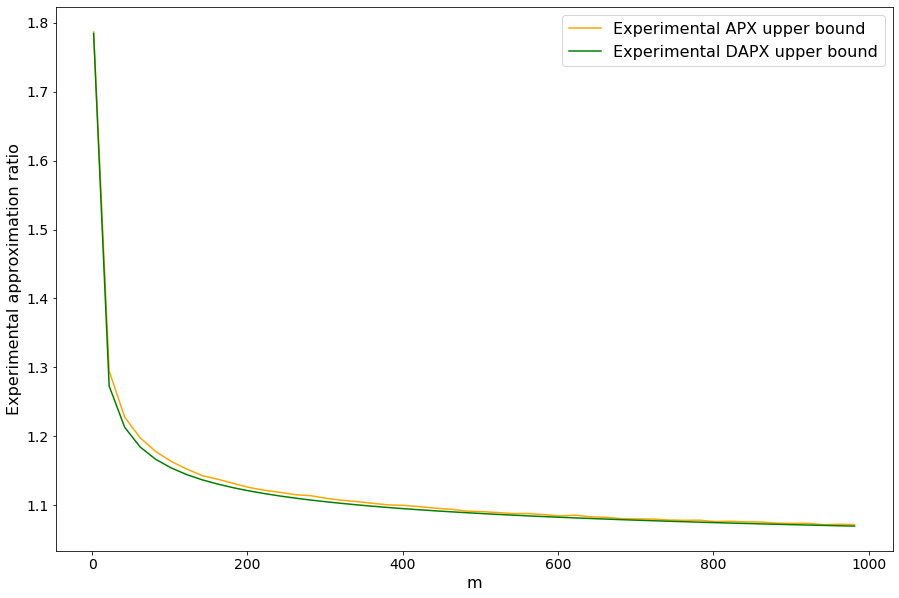 Experimental APX upper bound
Experimental DAPX upper bound
Experimental approximation ratio
1.8
1.7
1.6
1.5
1.4
1.3
1.2
1.1
0 200 400 600 800 1000
m